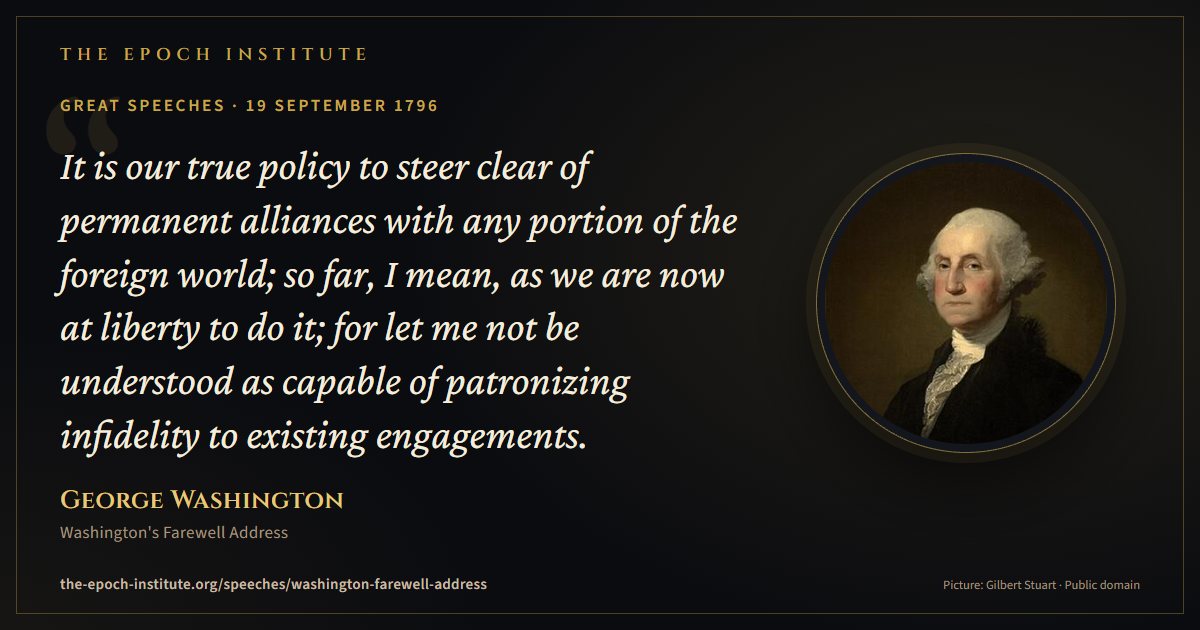 THE EPOCH INSTITUTE
GREAT SPEECHES · 19 SEPTEMBER 1796
“
It is our true policy to steer clear of
permanent alliances with any portion of the
foreign world; so far, I mean, as we are now
at liberty to do it; for let me not be
understood as capable of patronizing
infidelity to existing engagements.
George Washington
Washington's Farewell Address
the-epoch-institute.org/speeches/washington-farewell-address
Picture: Gilbert Stuart · Public domain